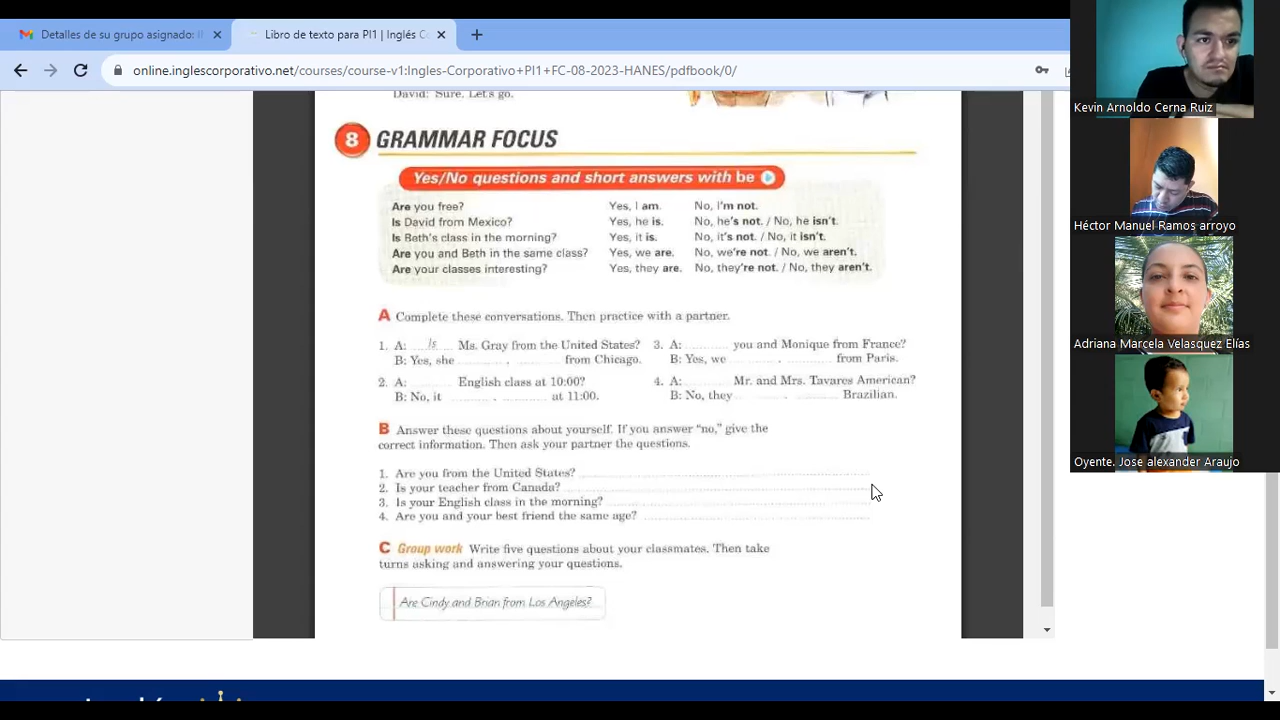 Detalles de su grupo asignado: I
Libro de texto para PI1 | Inglés C
online.inglescorporativo.net/courses/course-v1:Ingles-Corporativo+PI1+FC-08-2023-HANES/pdfbook/0/
David: Sure. Let's go.
8 GRAMMAR FOCUS
Yes/No questions and short answers with be
Are you free? Yes, I am. No, I'm not.
Is David from Mexico? Yes, he is. No, he's not. / No, he isn't.
Is Beth's class in the morning? Yes, it is. No, it's not. / No, it isn't.
Are you and Beth in the same class? Yes, we are. No, we're not. / No, we aren't.
Are your classes interesting? Yes, they are. No, they're not. / No, they aren't.
A Complete these conversations. Then practice with a partner.
1. A: Is Ms. Gray from the United States?
B: Yes, she ........ . ........ from Chicago.
2. A: ........ English class at 10:00?
B: No, it ........ . ........ at 11:00.
3. A: ........ you and Monique from France?
B: Yes, we ........ . ........ from Paris.
4. A: ........ Mr. and Mrs. Tavares American?
B: No, they ........ . ........ Brazilian.
B Answer these questions about yourself. If you answer "no," give the
correct information. Then ask your partner the questions.
1. Are you from the United States?
2. Is your teacher from Canada?
3. Is your English class in the morning?
4. Are you and your best friend the same age?
C Group work Write five questions about your classmates. Then take
turns asking and answering your questions.
Are Cindy and Brian from Los Angeles?
Kevin Arnoldo Cerna Ruiz
Héctor Manuel Ramos arroyo
Adriana Marcela Velasquez Elías
Oyente. Jose alexander Araujo